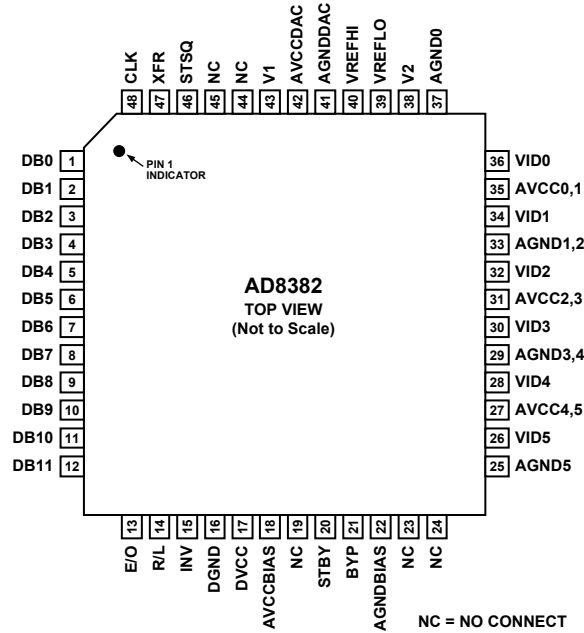 CLK XFR STSQ NC NC V1 AVCCDAC AGNDDAC VREFHI VREFLO V2 AGND0
48 47 46 45 44 43 42 41 40 39 38 37
DB0 1
DB1 2
DB2 3
DB3 4
DB4 5
DB5 6
DB6 7
DB7 8
DB8 9
DB9 10
DB10 11
DB11 12
PIN 1
INDICATOR
AD8382
TOP VIEW
(Not to Scale)
36 VID0
35 AVCC0,1
34 VID1
33 AGND1,2
32 VID2
31 AVCC2,3
30 VID3
29 AGND3,4
28 VID4
27 AVCC4,5
26 VID5
25 AGND5
13 14 15 16 17 18 19 20 21 22 23 24
E/O R/L INV DGND DVCC AVCCBIAS NC STBY BYP AGNDBIAS NC NC
NC = NO CONNECT